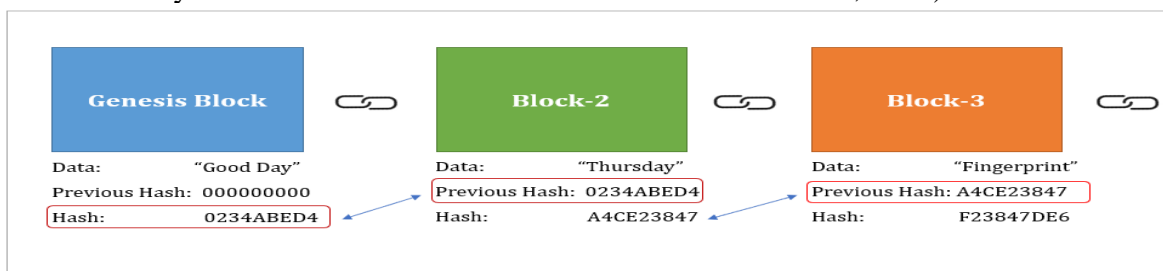 Genesis Block
Data: "Good Day"
Previous Hash: 000000000
Hash: 0234ABED4
Block-2
Data: "Thursday"
Previous Hash: 0234ABED4
Hash: A4CE23847
Block-3
Data: "Fingerprint"
Previous Hash: A4CE23847
Hash: F23847DE6